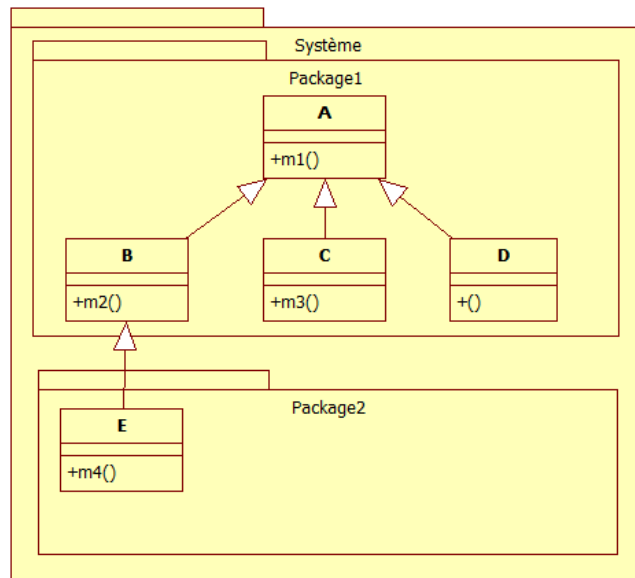 Système
Package1
A
+m1()
B
C
D
+m2()
+m3()
+()
Package2
E
+m4()